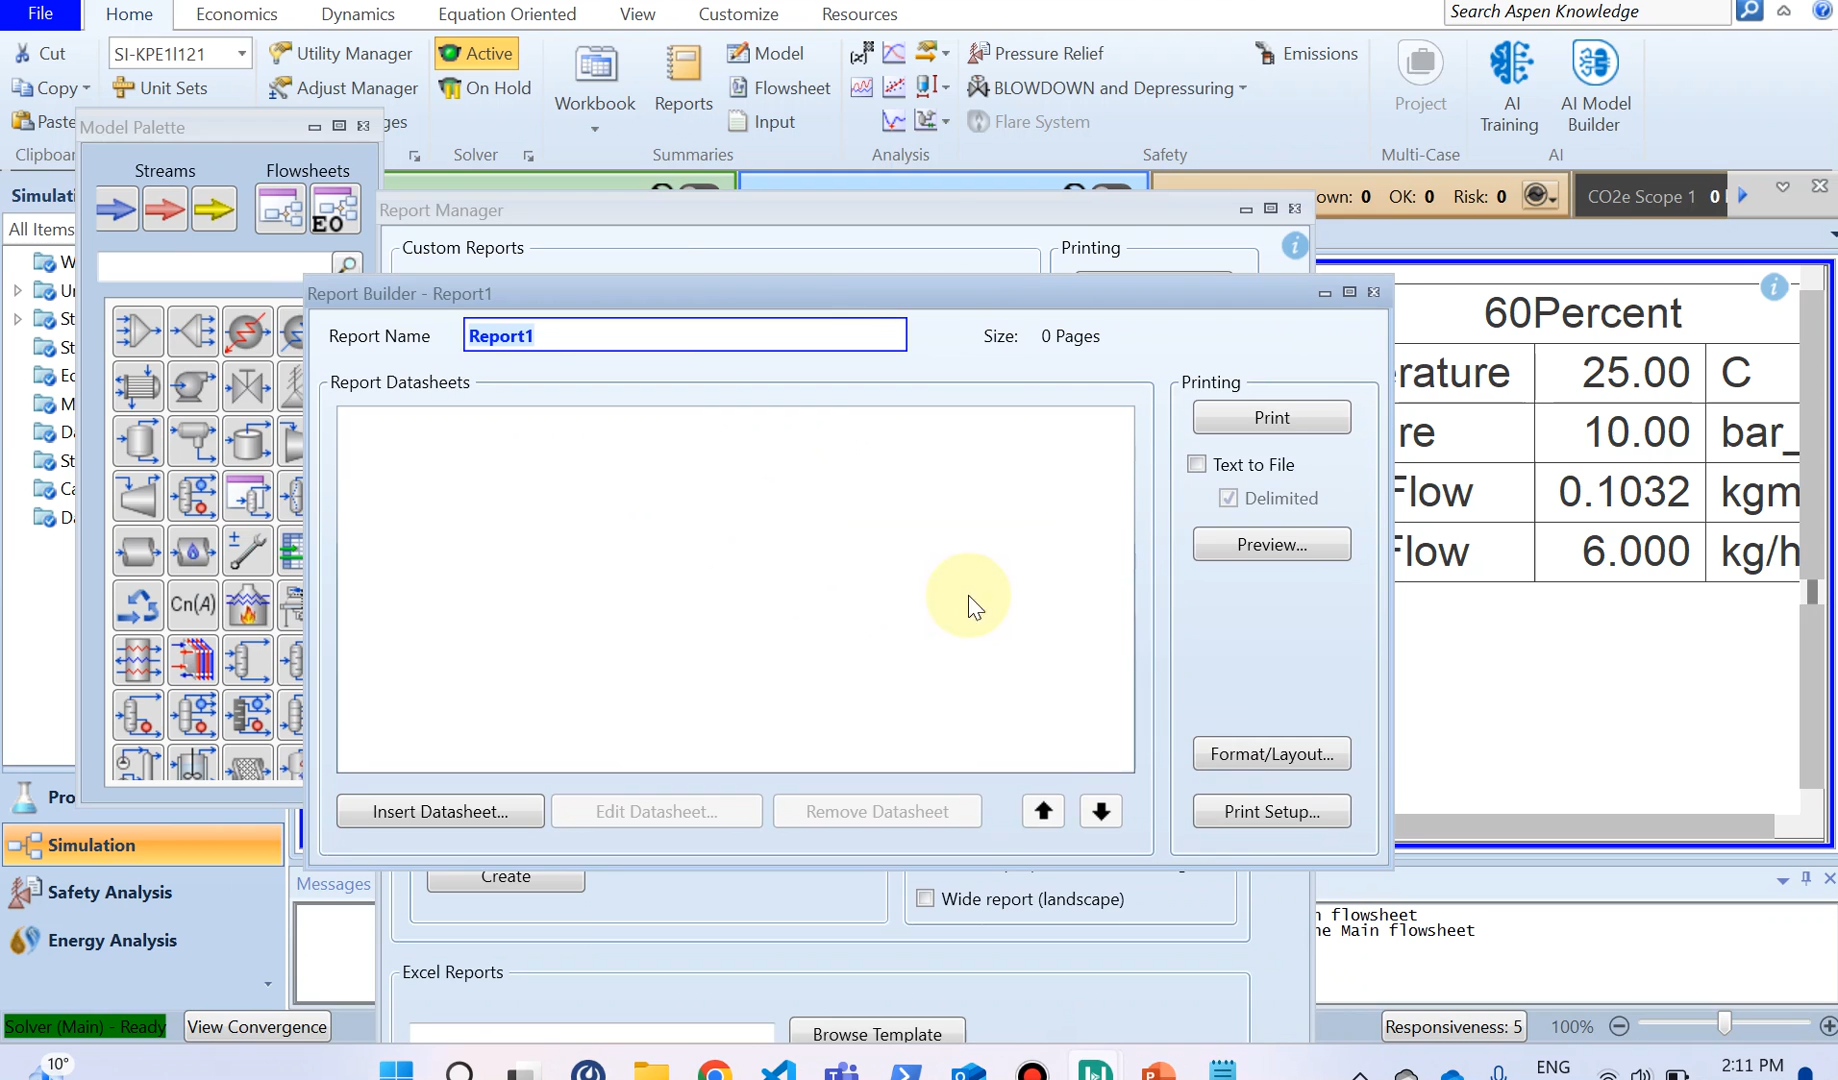 File Home Economics Dynamics Equation Oriented View Customize Resources Search Aspen Knowledge
Cut SI-KPE1I121 Utility Manager Active Model Pressure Relief Emissions
Copy Unit Sets Adjust Manager On Hold Workbook Reports Flowsheet BLOWDOWN and Depressuring Project AI Training AI Model Builder
Paste Input Flare System
Clipboar Solver Summaries Analysis Safety Multi-Case AI
Model Palette
Streams Flowsheets
EO
Simulati
All Items
Cn(A)
own: 0 OK: 0 Risk: 0 CO2e Scope 1 0
Report Manager
Custom Reports Printing
Report Builder - Report1
Report Name Report1 Size: 0 Pages
Report Datasheets Printing
Print
Text to File
Delimited
Preview...
Format/Layout...
Insert Datasheet... Edit Datasheet... Remove Datasheet Print Setup...
60Percent
erature 25.00 C
re 10.00 bar_
Flow 0.1032 kgm
Flow 6.000 kg/h
Pro
Simulation
Safety Analysis
Energy Analysis
Messages
Create
Wide report (landscape)
Excel Reports
Browse Template
n flowsheet
he Main flowsheet
Solver (Main) - Ready View Convergence Responsiveness: 5 100%
10° ENG 2:11 PM